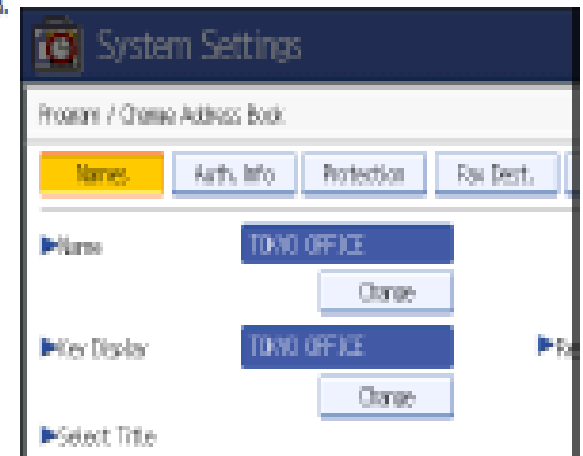 System Settings
Program / Change Address Book
Names Auth. Info Protection Fax Dest.
Name TOKYO OFFICE
Change
Key Display TOKYO OFFICE
Change
Select Title